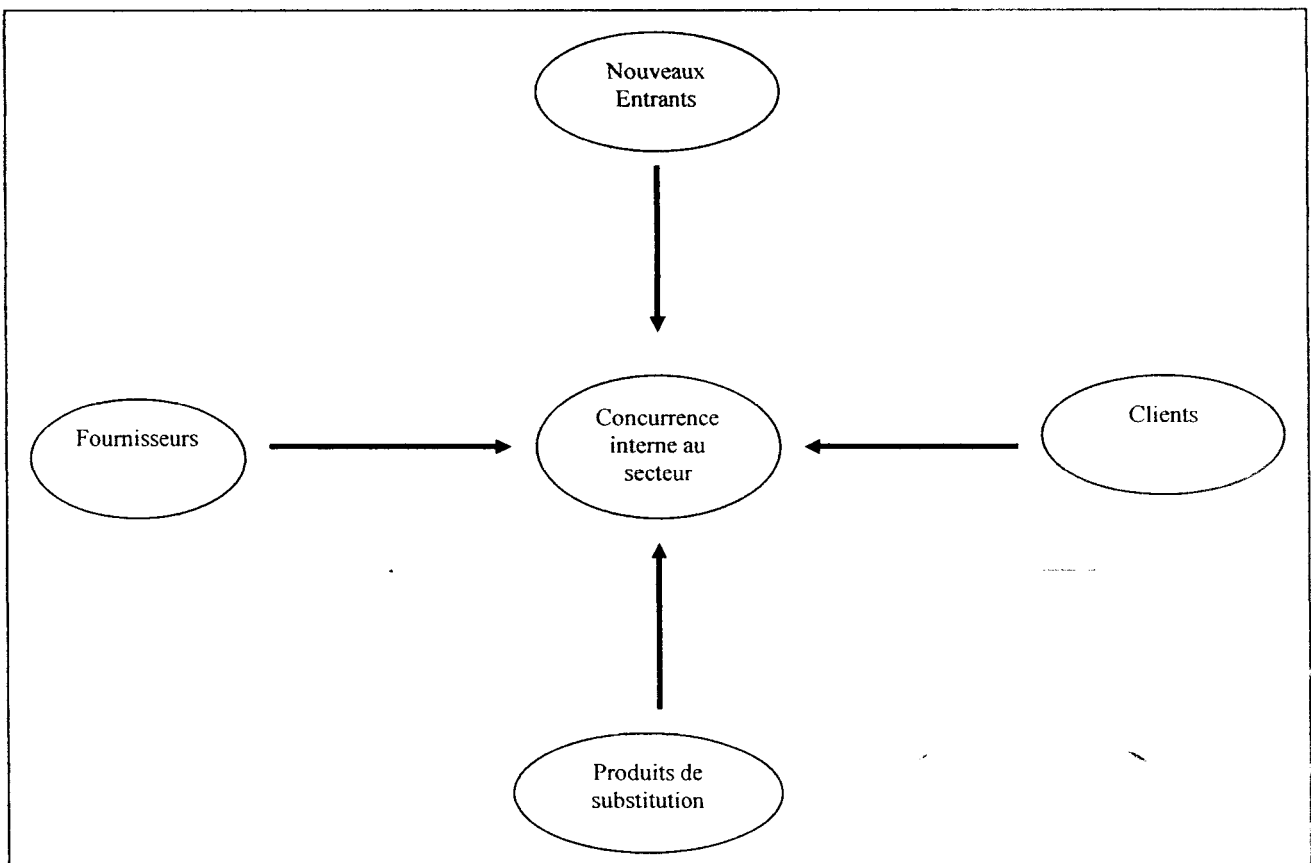 Nouveaux
Entrants
Fournisseurs
Concurrence
interne au
secteur
Clients
Produits de
substitution